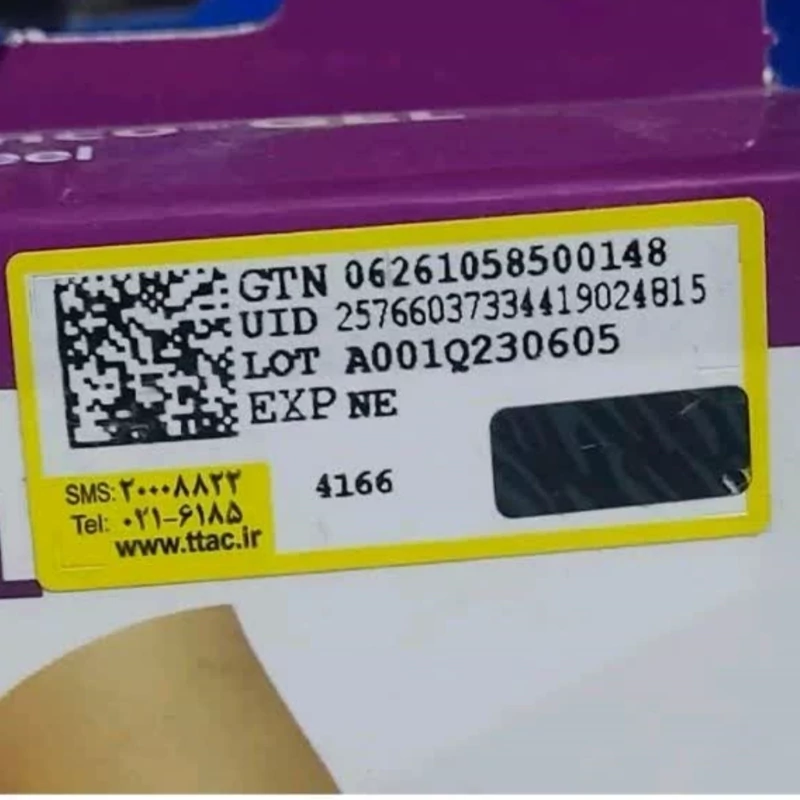 GTN 06261058500148
UID 25766037334419024815
LOT A001Q230605
EXP NE
4166
SMS: ۲۰۰۰۸۸۲۲
Tel: ۰۲۱-۶۱۸۵
www.ttac.ir